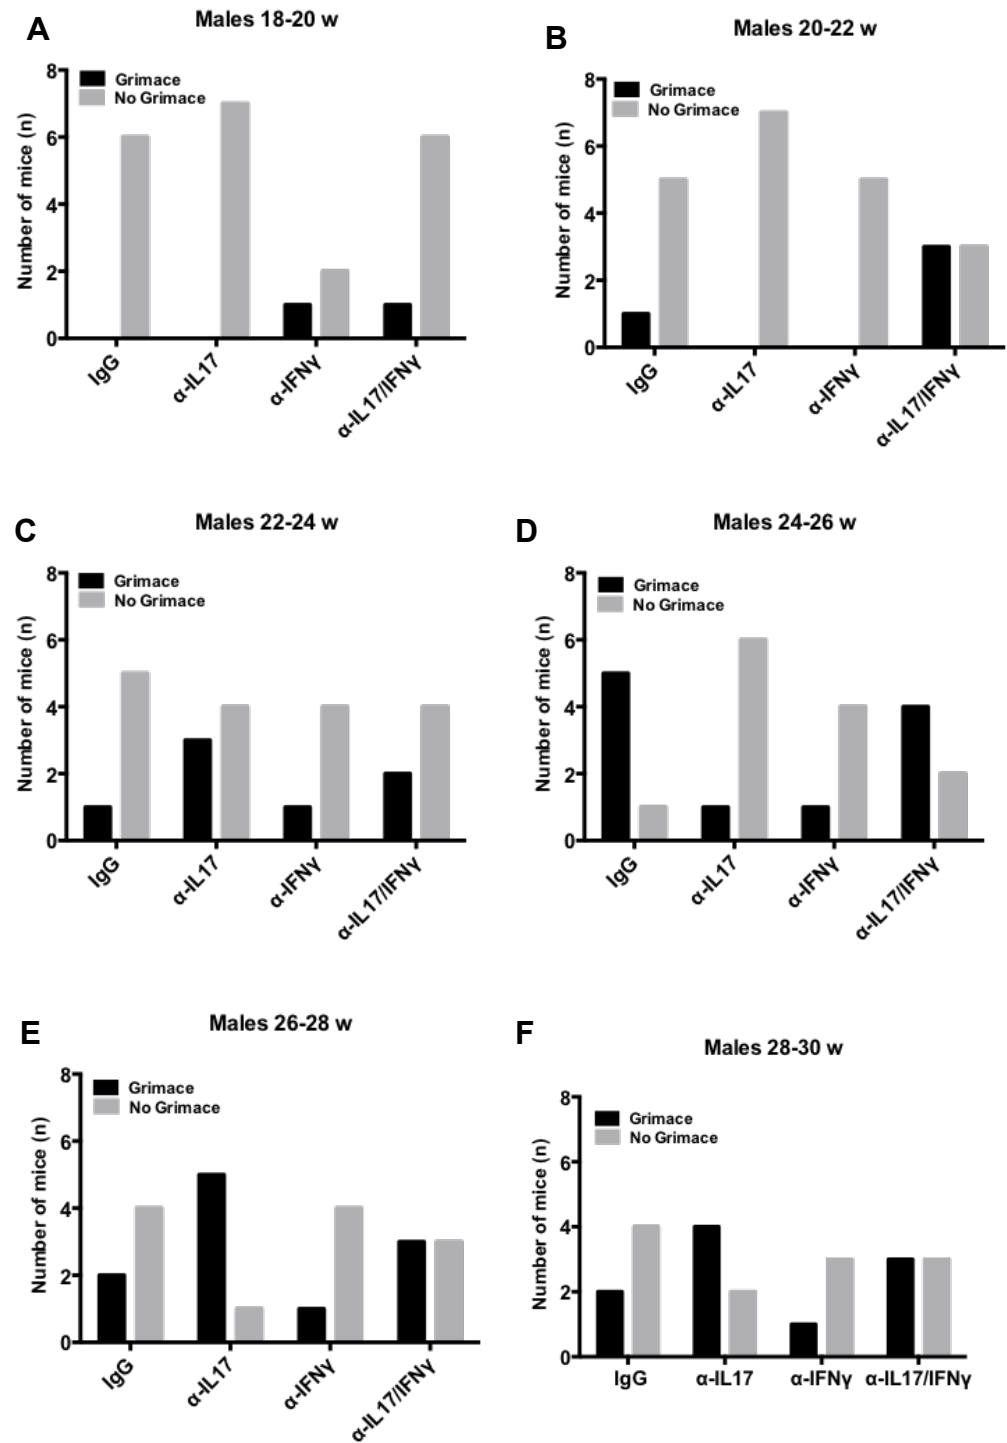 A
Males 18-20 w
Grimace
No Grimace
Number of mice (n)
8
6
4
2
0
IgG
α-IL17
α-IFNγ
α-IL17/IFNγ
B
Males 20-22 w
Grimace
No Grimace
Number of mice (n)
8
6
4
2
0
IgG
α-IL17
α-IFNγ
α-IL17/IFNγ
C
Males 22-24 w
Grimace
No Grimace
Number of mice (n)
8
6
4
2
0
IgG
α-IL17
α-IFNγ
α-IL17/IFNγ
D
Males 24-26 w
Grimace
No Grimace
Number of mice (n)
8
6
4
2
0
IgG
α-IL17
α-IFNγ
α-IL17/IFNγ
E
Males 26-28 w
Grimace
No Grimace
Number of mice (n)
8
6
4
2
0
IgG
α-IL17
α-IFNγ
α-IL17/IFNγ
F
Males 28-30 w
Grimace
No Grimace
Number of mice (n)
8
6
4
2
0
IgG α-IL17 α-IFNγ α-IL17/IFNγ